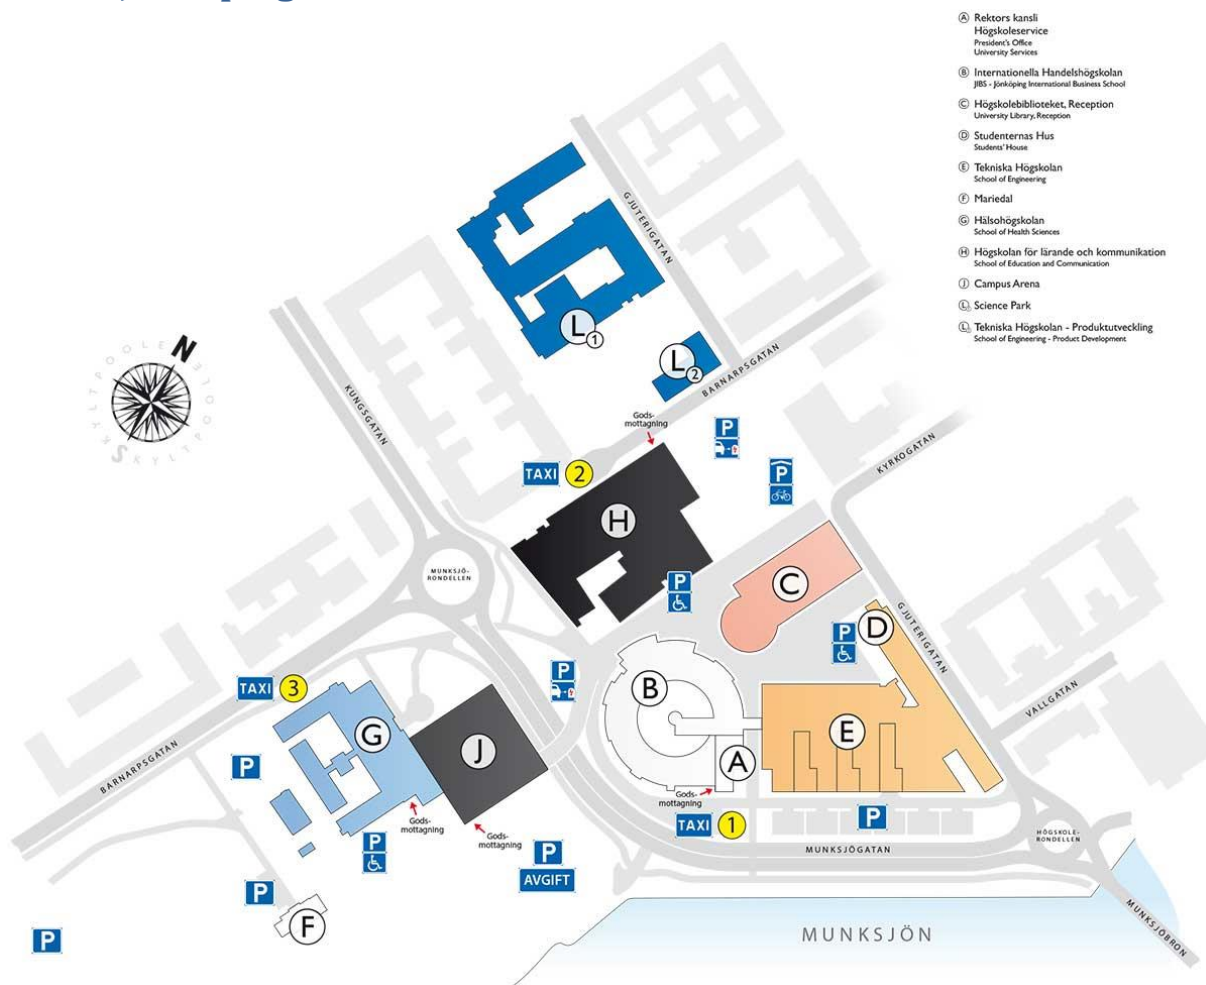 Ⓐ Rektors kansli
Högskoleservice
President's Office
University Services
Ⓑ Internationella Handelshögskolan
JIBS - Jönköping International Business School
Ⓒ Högskolebiblioteket, Reception
University Library, Reception
Ⓓ Studenternas Hus
Students' House
Ⓔ Tekniska Högskolan
School of Engineering
Ⓕ Mariedal
Ⓖ Hälsohögskolan
School of Health Sciences
Ⓗ Högskolan för lärande och kommunikation
School of Education and Communication
Ⓙ Campus Arena
Ⓛ Science Park
Ⓛ Tekniska Högskolan - Produktutveckling
School of Engineering - Product Development
GJUTERIGATAN
L
1
L
2
BARNARPSGATAN
N
SKYLTPOOLEN
S
SKYLTPOOLEN
KUNGSGATAN
Gods-
mottagning
P
TAXI 2
P
KYRKOGATAN
H
MUNKSJÖ-
RONDELLEN
P
C
GJUTERIGATAN
P
D
P
TAXI 3
B
VALLGATAN
G
J
E
A
P
BARNARPSGATAN
Gods-
mottagning
Gods-
mottagning
Gods-
mottagning
TAXI 1
P
HÖGSKOLE-
RONDELLEN
MUNKSJÖGATAN
P
P
AVGIFT
P
F
P
MUNKSJÖN
MUNKSJÖBRON